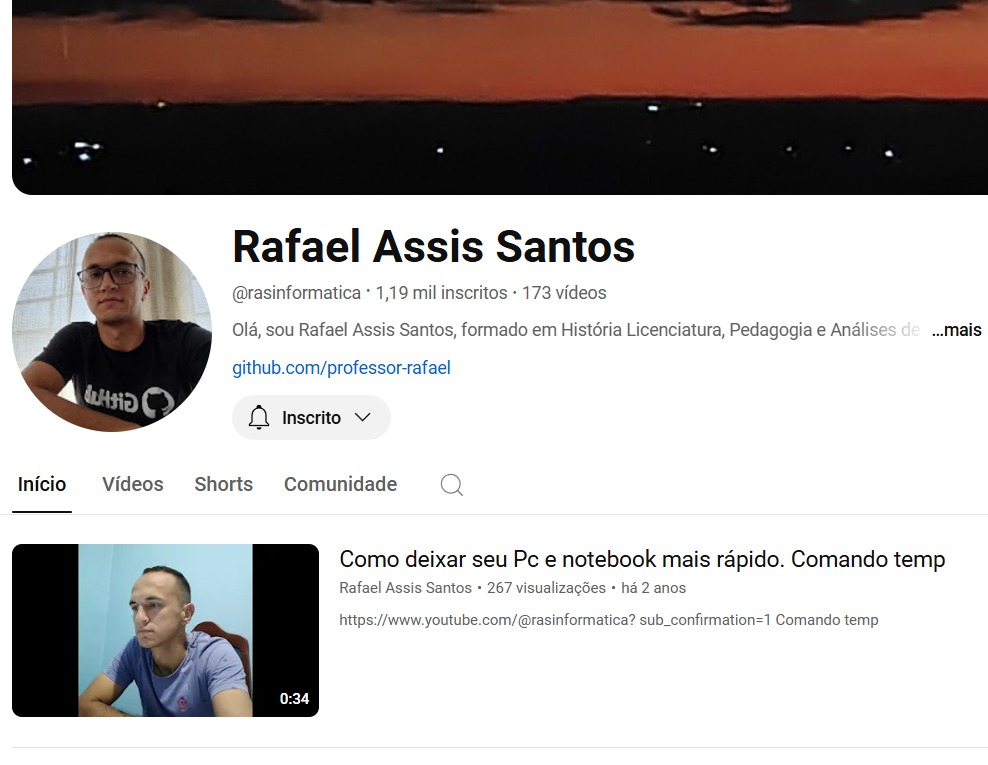 Rafael Assis Santos
@rasinformatica • 1,19 mil inscritos • 173 vídeos
Olá, sou Rafael Assis Santos, formado em História Licenciatura, Pedagogia e Análises de ...mais
github.com/professor-rafael
GitHub
Inscrito
Início Vídeos Shorts Comunidade
Como deixar seu Pc e notebook mais rápido. Comando temp
Rafael Assis Santos • 267 visualizações • há 2 anos
https://www.youtube.com/@rasinformatica? sub_confirmation=1 Comando temp
0:34